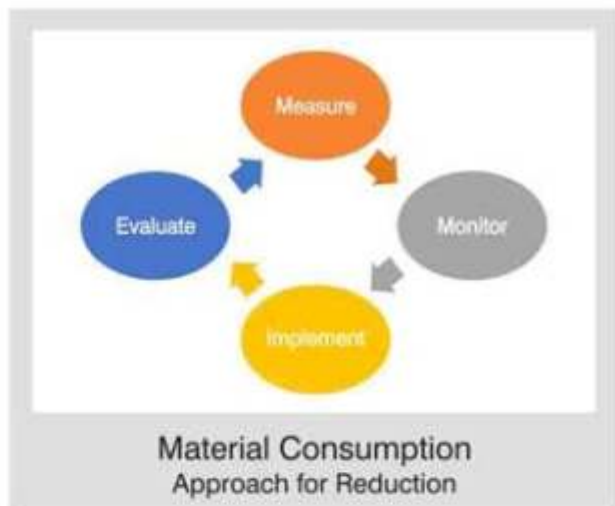 Measure
Monitor
Implement
Evaluate
Material Consumption
Approach for Reduction